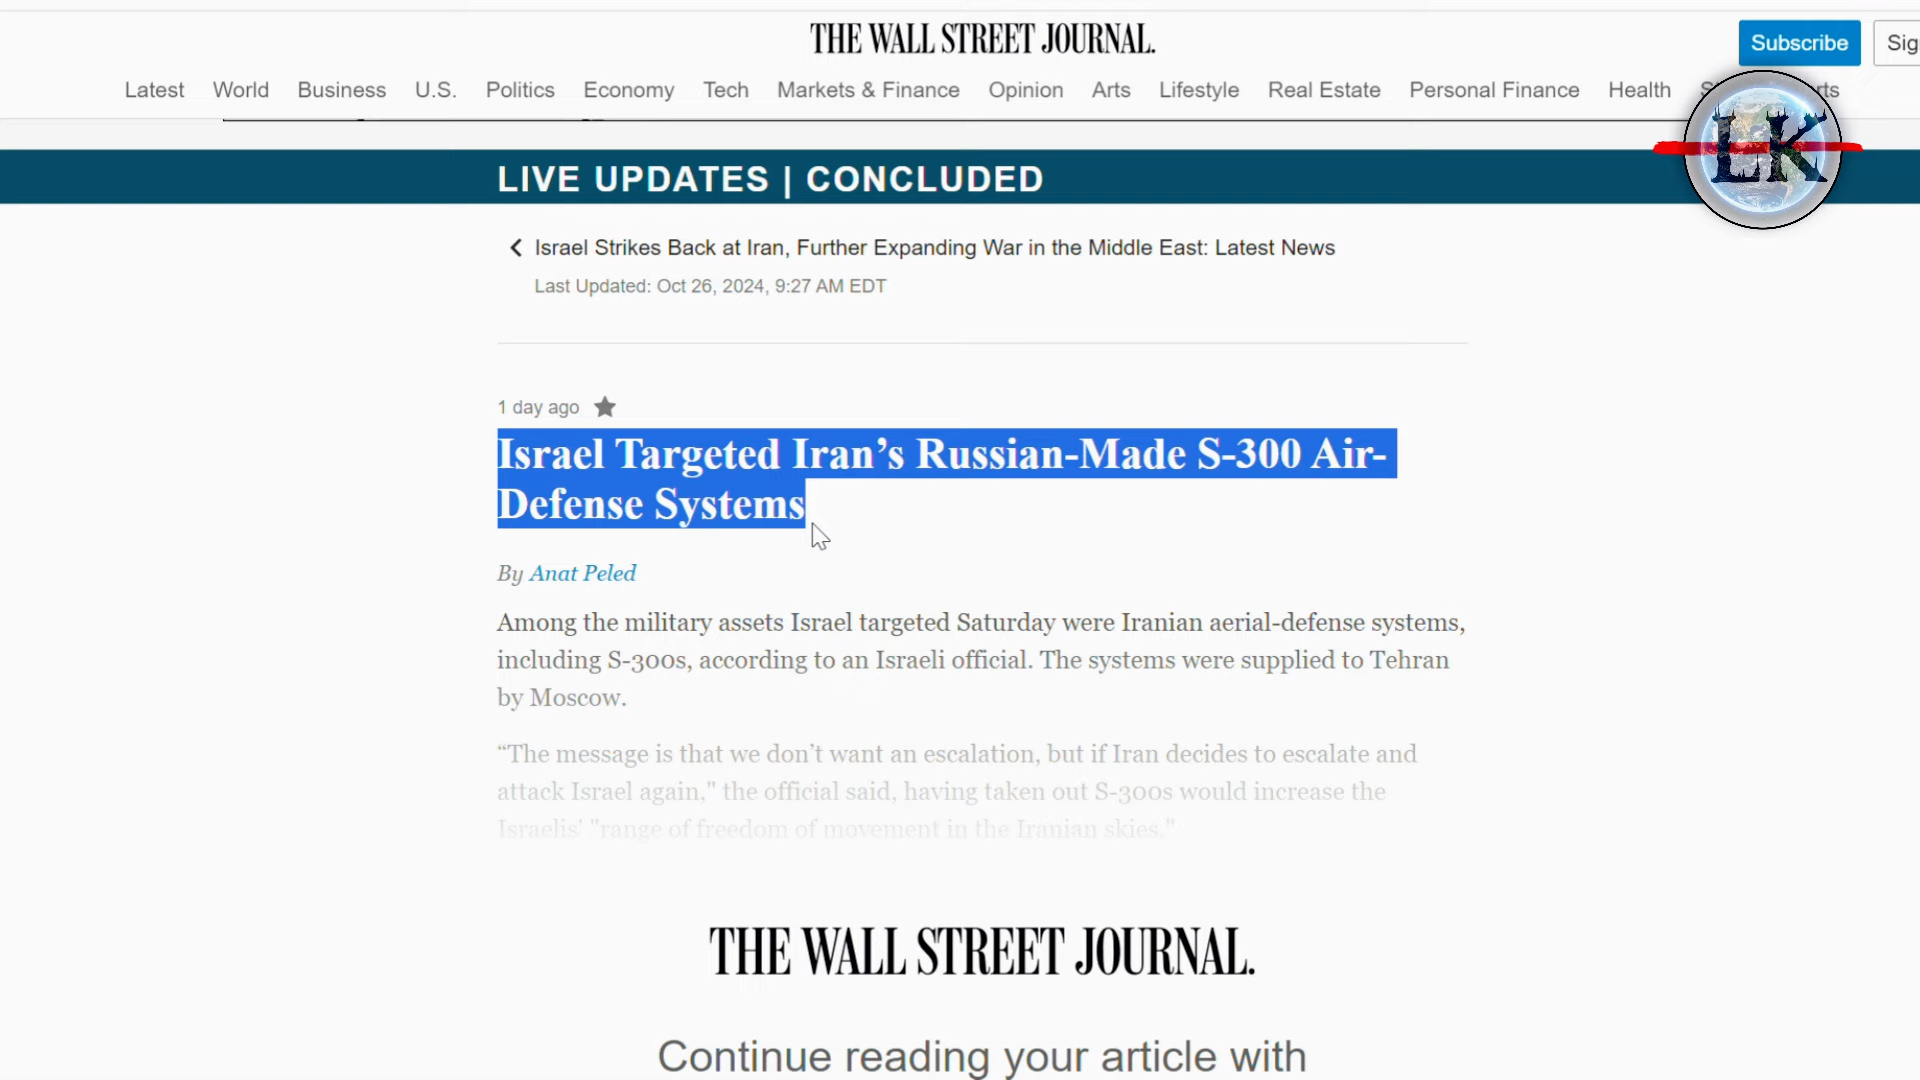 THE WALL STREET JOURNAL.
Subscribe
Sig
Latest World Business U.S. Politics Economy Tech Markets & Finance Opinion Arts Lifestyle Real Estate Personal Finance Health
LK
LIVE UPDATES | CONCLUDED
Israel Strikes Back at Iran, Further Expanding War in the Middle East: Latest News
Last Updated: Oct 26, 2024, 9:27 AM EDT
1 day ago
Israel Targeted Iran’s Russian-Made S-300 Air-
Defense Systems
By Anat Peled
Among the military assets Israel targeted Saturday were Iranian aerial-defense systems,
including S-300s, according to an Israeli official. The systems were supplied to Tehran
by Moscow.
“The message is that we don’t want an escalation, but if Iran decides to escalate and
attack Israel again," the official said, having taken out S-300s would increase the
Israelis' "range of freedom of movement in the Iranian skies."
THE WALL STREET JOURNAL.
Continue reading your article with